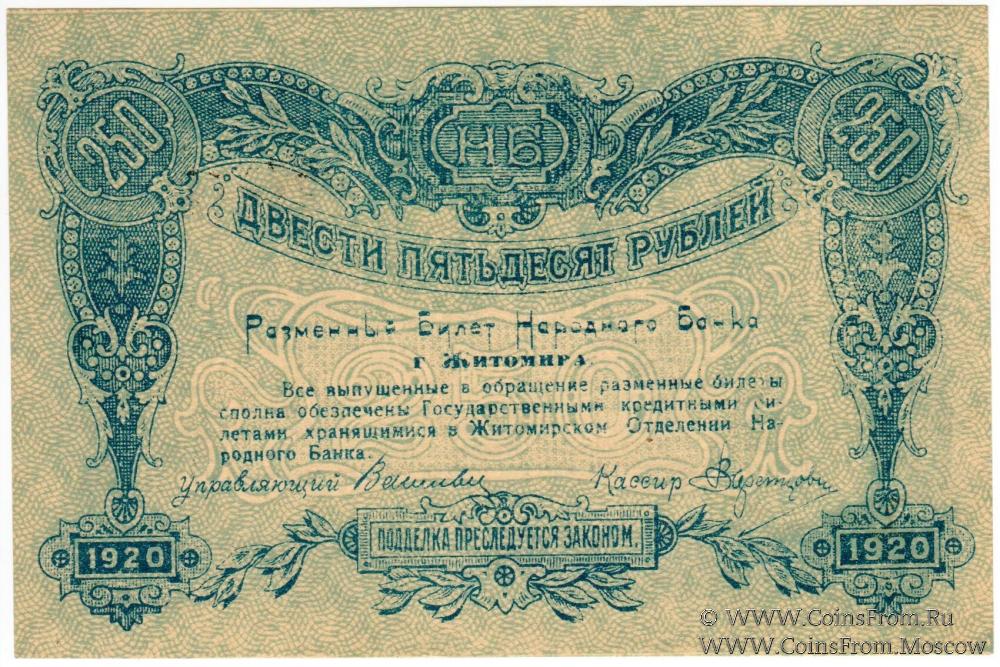 250 НБ 250
ДВЕСТИ ПЯТЬДЕСЯТ РУБЛЕЙ
Разменный Билет Народного Банка
г Житомира.
Все выпущенные в обращение разменные билеты
сполна обезпечены Государственными кредитными би-
летами, хранящимися в Житомирском Отделении На-
родного Банка.
Управляющий Кассир
1920 ПОДДЕЛКА ПРЕСЛЕДУЕТСЯ ЗАКОНОМ. 1920
© WWW.CoinsFrom.Ru
WWW.CoinsFrom.Moscow